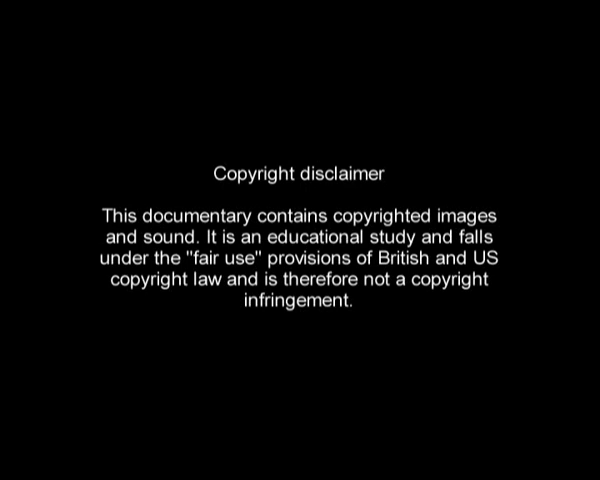 Copyright disclaimer
This documentary contains copyrighted images
and sound. It is an educational study and falls
under the "fair use" provisions of British and US
copyright law and is therefore not a copyright
infringement.